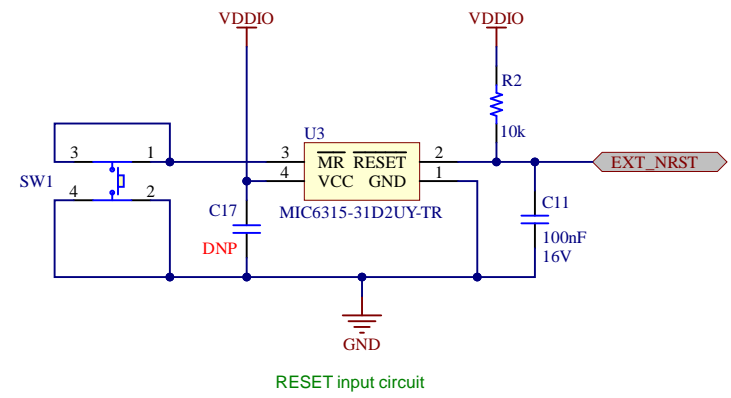 VDDIO
VDDIO
R2
10k
U3
3
1
3
MR
RESET
2
EXT_NRST
SW1
4
2
4
VCC
GND
1
C17
MIC6315-31D2UY-TR
C11
DNP
100nF
16V
GND
RESET input circuit